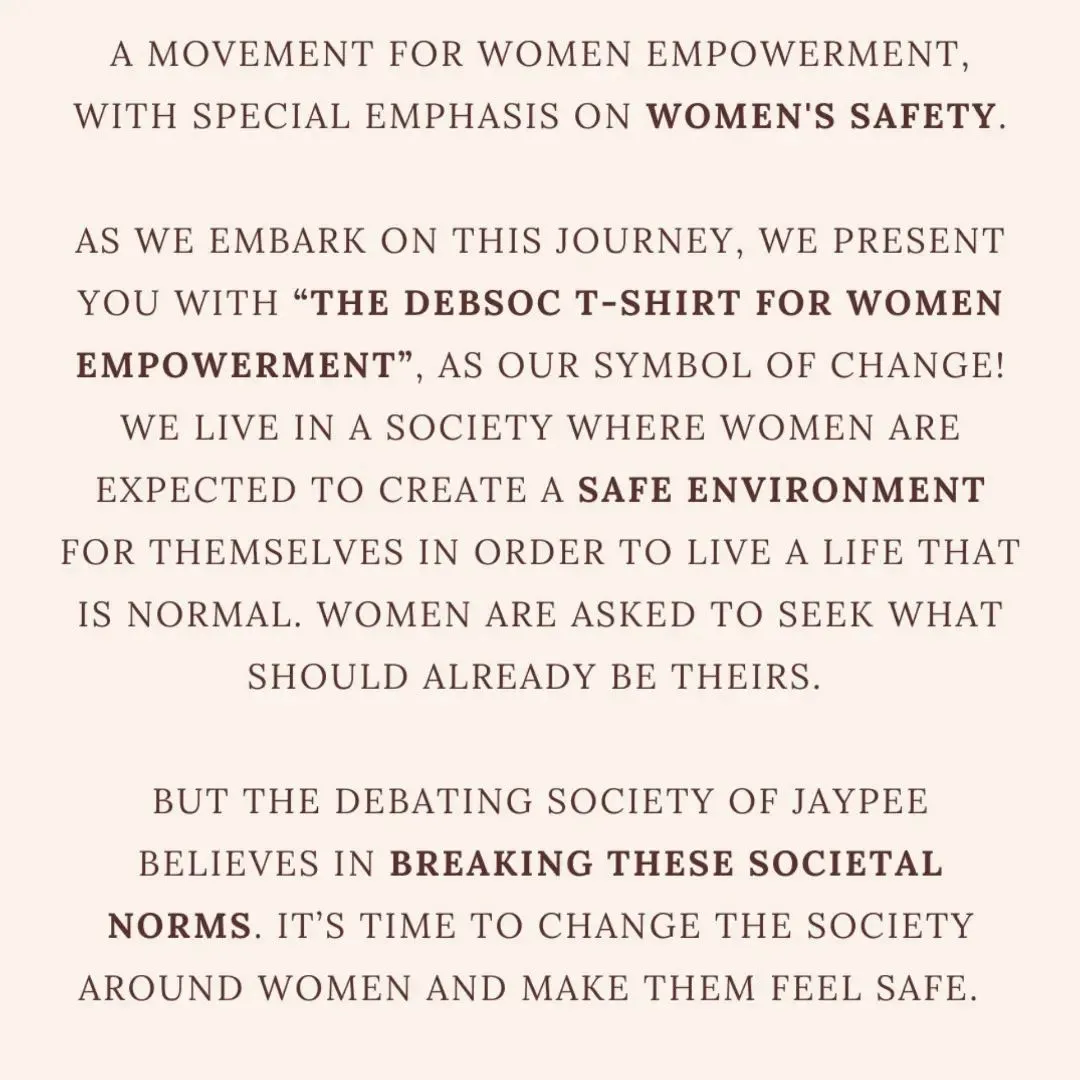 A MOVEMENT FOR WOMEN EMPOWERMENT,
WITH SPECIAL EMPHASIS ON WOMEN'S SAFETY.
AS WE EMBARK ON THIS JOURNEY, WE PRESENT
YOU WITH “THE DEBSOC T-SHIRT FOR WOMEN
EMPOWERMENT”, AS OUR SYMBOL OF CHANGE!
WE LIVE IN A SOCIETY WHERE WOMEN ARE
EXPECTED TO CREATE A SAFE ENVIRONMENT
FOR THEMSELVES IN ORDER TO LIVE A LIFE THAT
IS NORMAL. WOMEN ARE ASKED TO SEEK WHAT
SHOULD ALREADY BE THEIRS.
BUT THE DEBATING SOCIETY OF JAYPEE
BELIEVES IN BREAKING THESE SOCIETAL
NORMS. IT’S TIME TO CHANGE THE SOCIETY
AROUND WOMEN AND MAKE THEM FEEL SAFE.